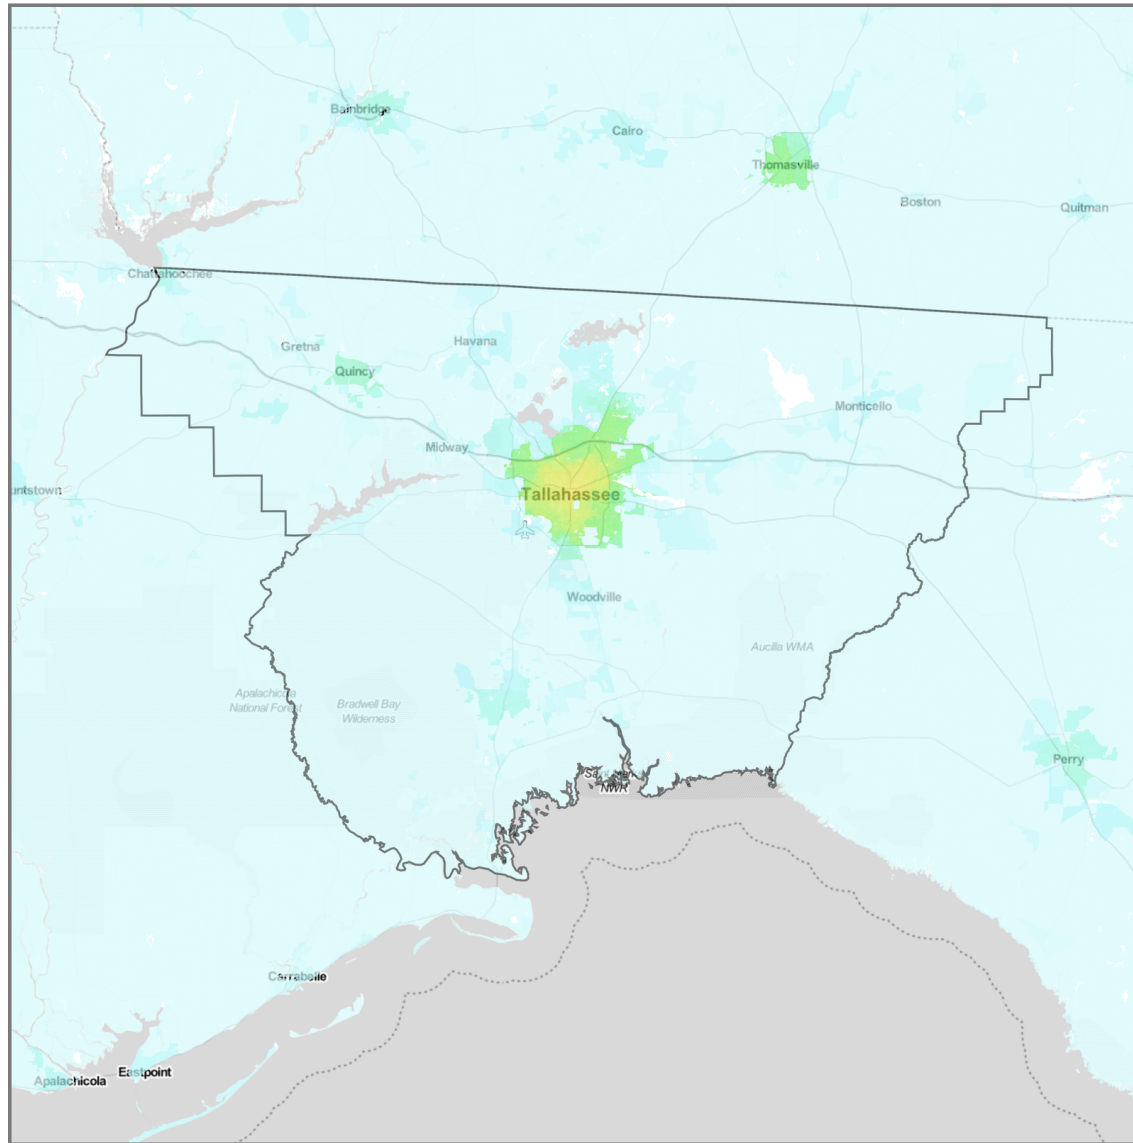 Bainbridge
Cairo
Thomasville
Boston
Quitman
Chattahoochee
Havana
Gretna
Quincy
Monticello
Midway
untstown
Tallahassee
Woodville
Aucilla WMA
Apalachicola
National Forest
Bradwell Bay
Wilderness
Perry
NWR
Carrabelle
Eastpoint
Apalachicola